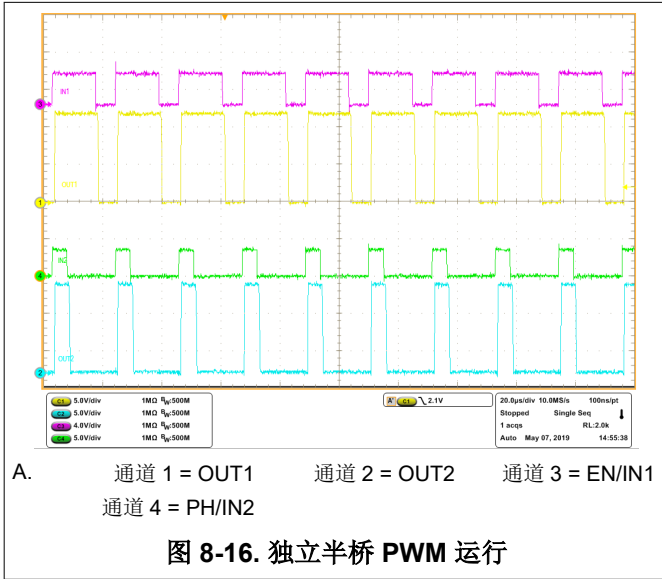 IN1
3
OUT1
1
IN2
4
OUT2
2
C1 5.0V/div 1MΩ BW:500M
C2 5.0V/div 1MΩ BW:500M
C3 4.0V/div 1MΩ BW:500M
C4 5.0V/div 1MΩ BW:500M
A' C1 2.1V
20.0µs/div 10.0MS/s 100ns/pt
Stopped Single Seq
1 acqs RL:2.0k
Auto May 07, 2019 14:55:38
A. 通道 1 = OUT1 通道 2 = OUT2 通道 3 = EN/IN1
通道 4 = PH/IN2
图 8-16. 独立半桥 PWM 运行